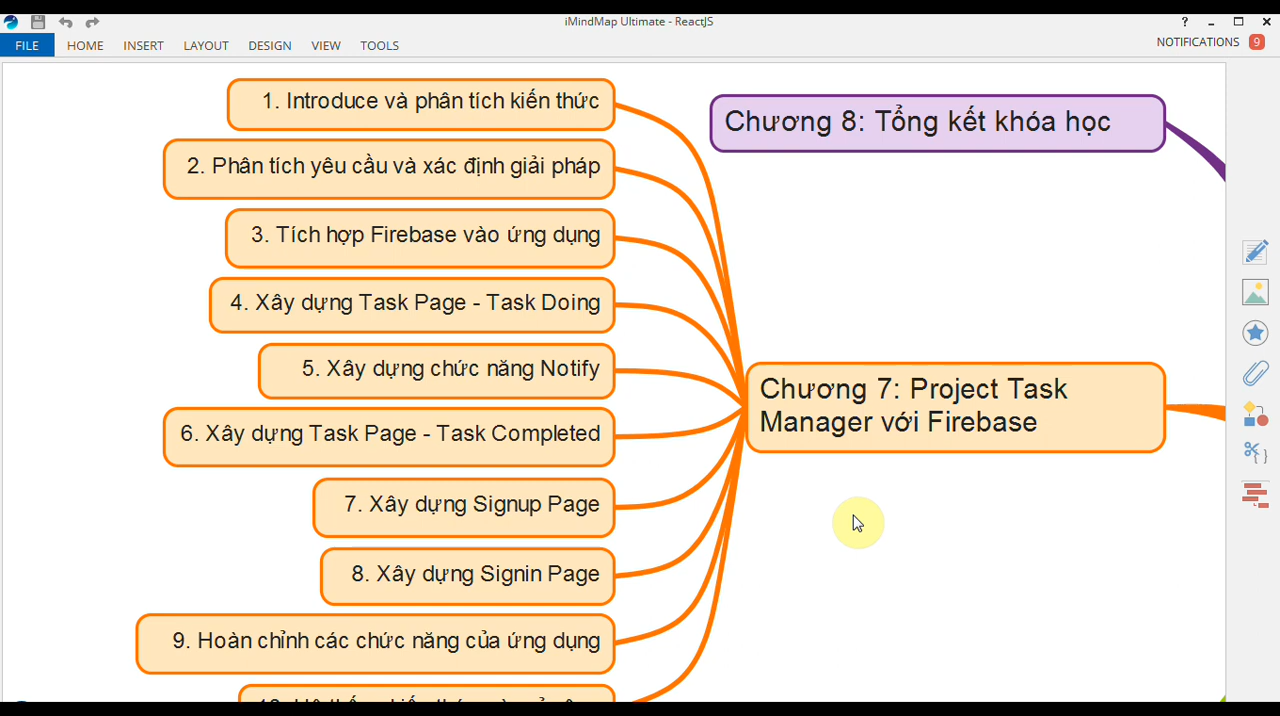 iMindMap Ultimate - ReactJS
?
FILE HOME INSERT LAYOUT DESIGN VIEW TOOLS
NOTIFICATIONS 9
1. Introduce và phân tích kiến thức
2. Phân tích yêu cầu và xác định giải pháp
3. Tích hợp Firebase vào ứng dụng
4. Xây dựng Task Page - Task Doing
5. Xây dựng chức năng Notify
6. Xây dựng Task Page - Task Completed
7. Xây dựng Signup Page
8. Xây dựng Signin Page
9. Hoàn chỉnh các chức năng của ứng dụng
Chương 8: Tổng kết khóa học
Chương 7: Project Task
Manager với Firebase